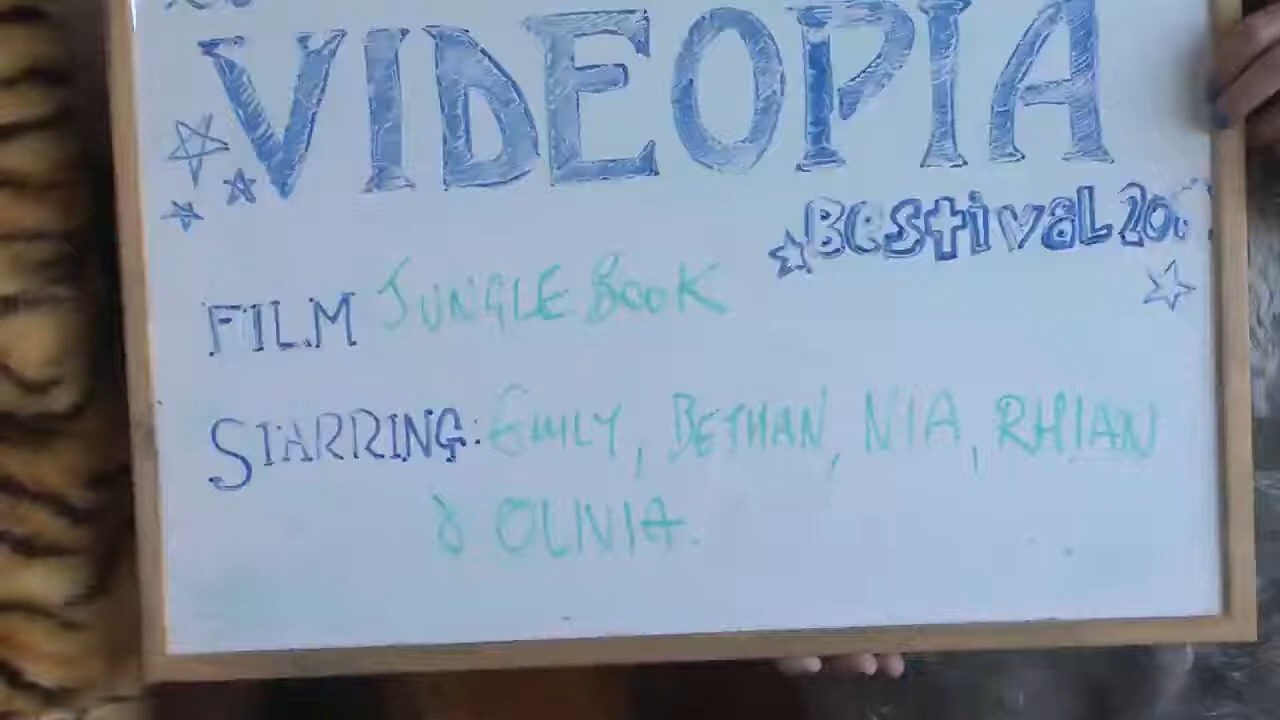 VIDEOPIA
BESTIVAL
FILM JUNGLE BOOK
STARRING: EMILY, BETHAN, NIA, RHIAN
& OLIVIA.